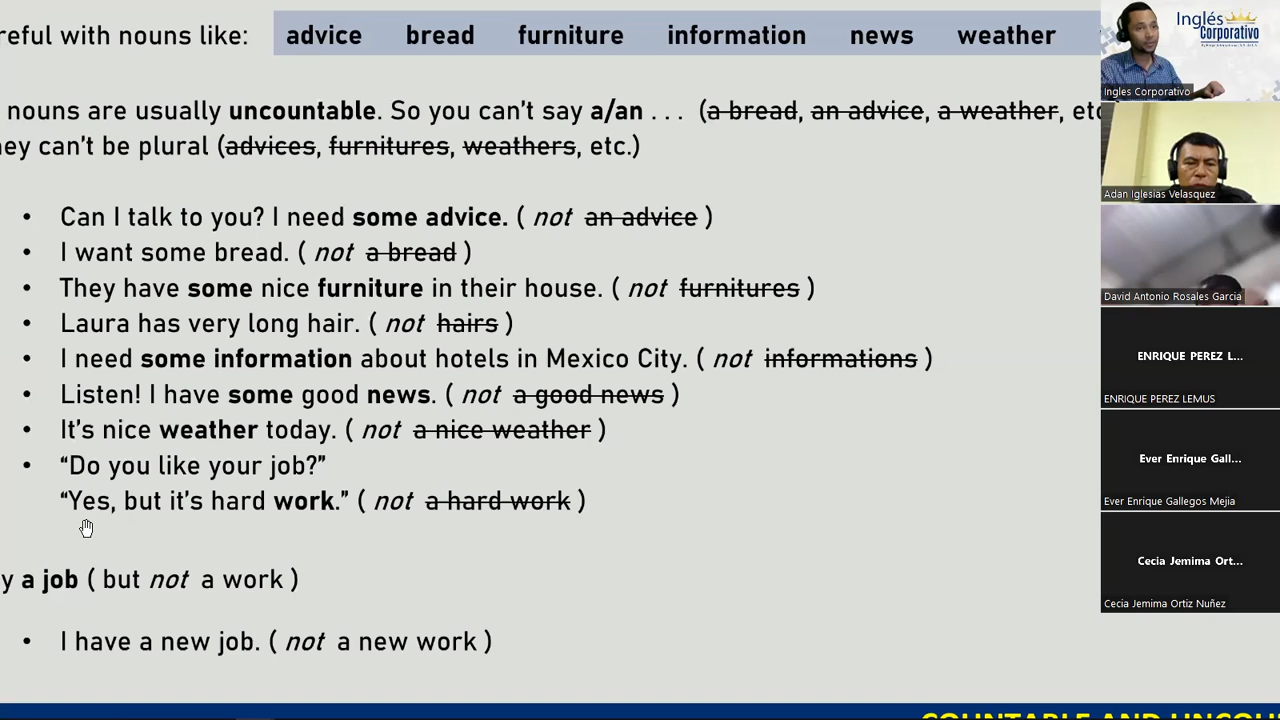 reful with nouns like: advice bread furniture information news weather
nouns are usually uncountable. So you can't say a/an . . . (a bread, an advice, a weather, etc
ey can't be plural (advices, furnitures, weathers, etc.)
• Can I talk to you? I need some advice. ( not an advice )
• I want some bread. ( not a bread )
• They have some nice furniture in their house. ( not furnitures )
• Laura has very long hair. ( not hairs )
• I need some information about hotels in Mexico City. ( not informations )
• Listen! I have some good news. ( not a good news )
• It's nice weather today. ( not a nice weather )
• “Do you like your job?”
“Yes, but it's hard work.” ( not a hard work )
y a job ( but not a work )
• I have a new job. ( not a new work )
COUNTABLE AND UNCOU
Inglés
Corporativo
Ingles Corporativo
Adan Iglesias Velasquez
David Antonio Rosales Garcia
ENRIQUE PEREZ L...
ENRIQUE PEREZ LEMUS
Ever Enrique Gall...
Ever Enrique Gallegos Mejia
Cecia Jemima Ort...
Cecia Jemima Ortiz Nuñez